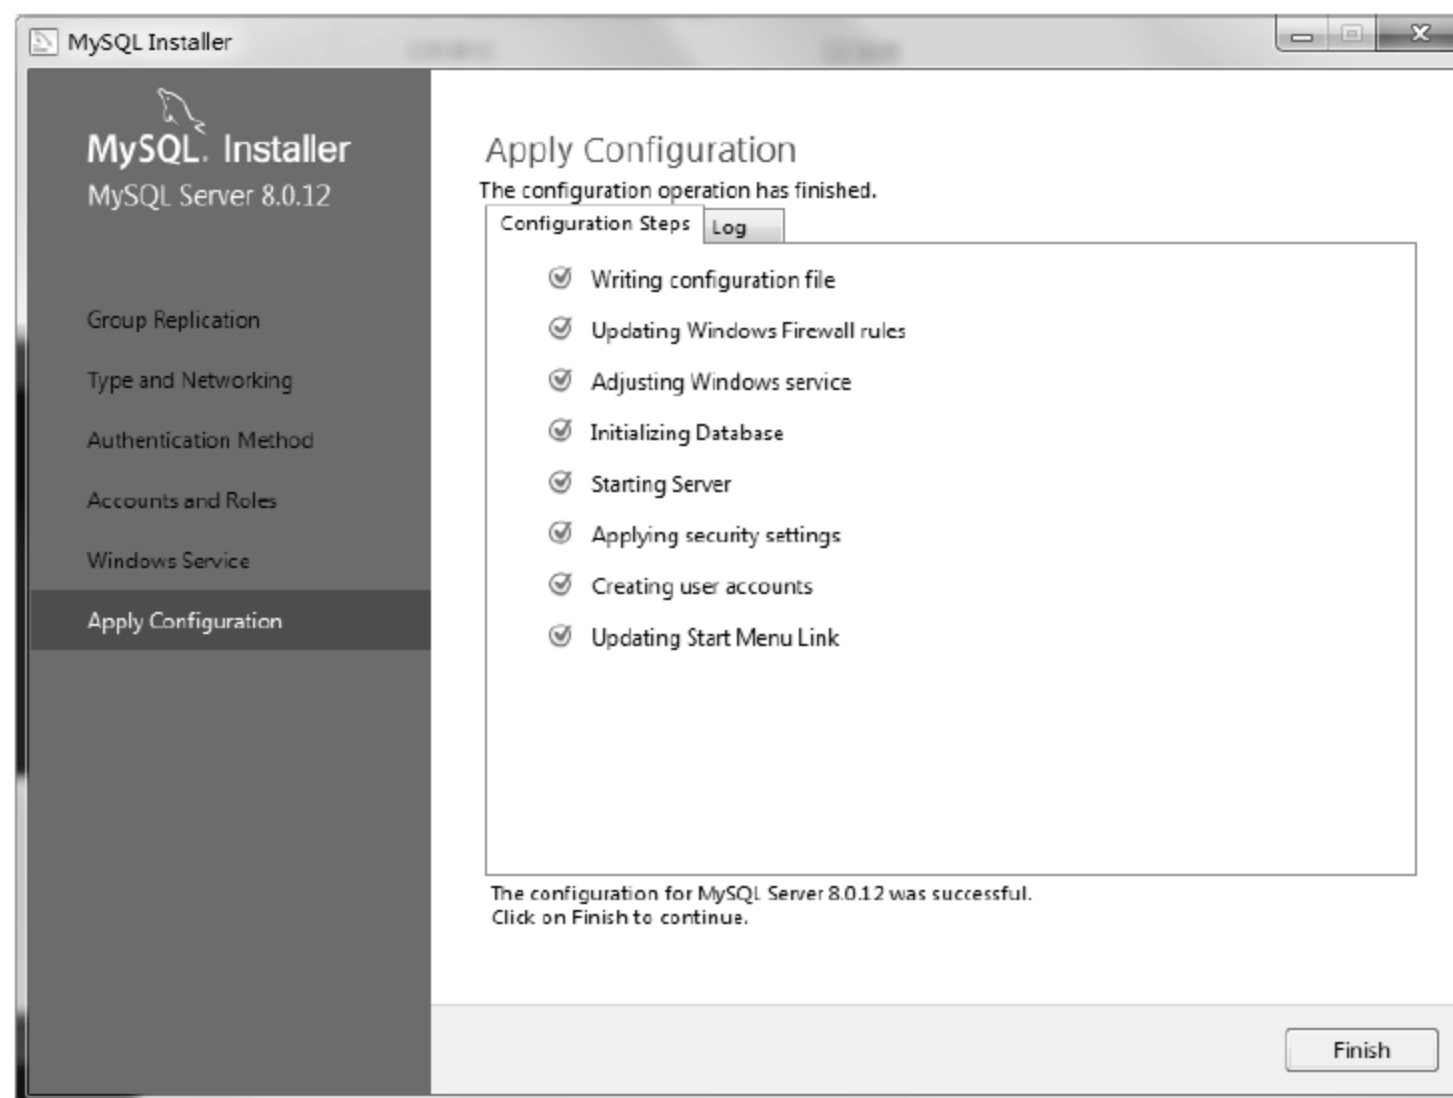 MySQL Installer
MySQL. Installer
MySQL Server 8.0.12
Group Replication
Type and Networking
Authentication Method
Accounts and Roles
Windows Service
Apply Configuration
Apply Configuration
The configuration operation has finished.
Configuration Steps
Log
Writing configuration file
Updating Windows Firewall rules
Adjusting Windows service
Initializing Database
Starting Server
Applying security settings
Creating user accounts
Updating Start Menu Link
The configuration for MySQL Server 8.0.12 was successful.
Click on Finish to continue.
Finish